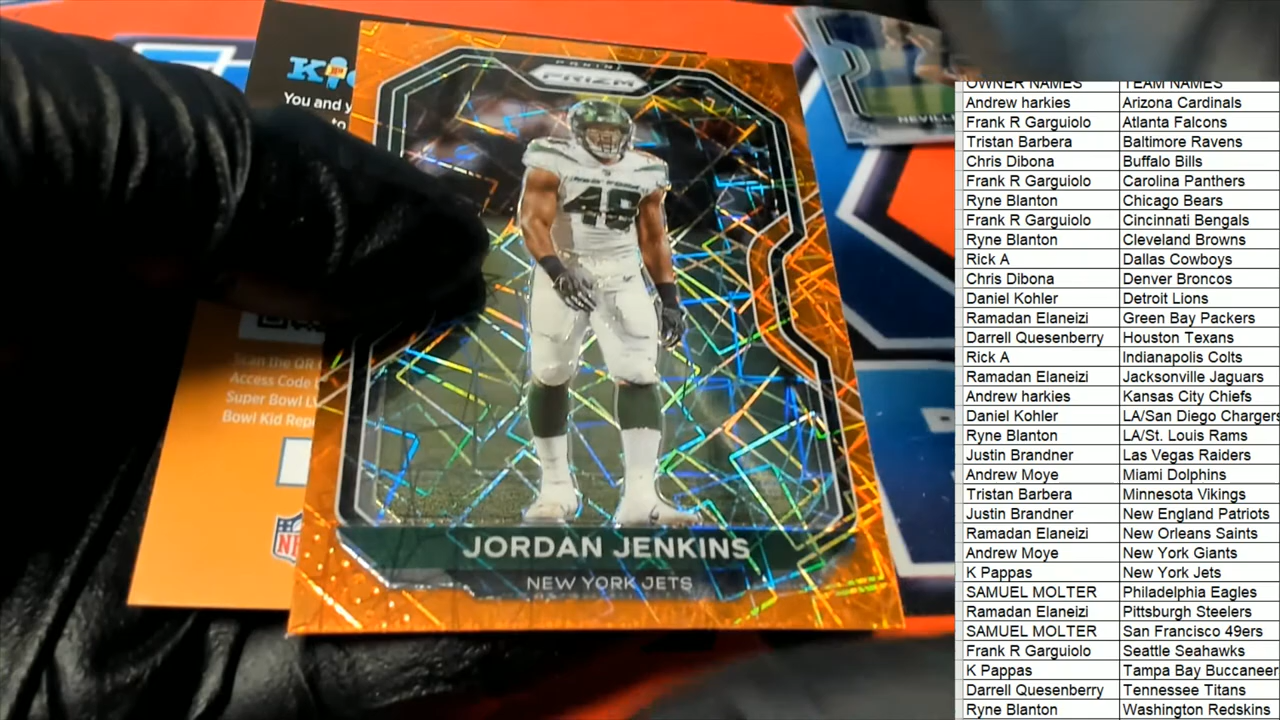 You and y
to
PANINI
PRIZM
48
NEVILL
Access Code
Super Bowl L
Bowl Kid Rep
NFL
JORDAN JENKINS
NEW YORK JETS
OWNER NAMES TEAM NAMES
Andrew harkies Arizona Cardinals
Frank R Garguiolo Atlanta Falcons
Tristan Barbera Baltimore Ravens
Chris Dibona Buffalo Bills
Frank R Garguiolo Carolina Panthers
Ryne Blanton Chicago Bears
Frank R Garguiolo Cincinnati Bengals
Ryne Blanton Cleveland Browns
Rick A Dallas Cowboys
Chris Dibona Denver Broncos
Daniel Kohler Detroit Lions
Ramadan Elaneizi Green Bay Packers
Darrell Quesenberry Houston Texans
Rick A Indianapolis Colts
Ramadan Elaneizi Jacksonville Jaguars
Andrew harkies Kansas City Chiefs
Daniel Kohler LA/San Diego Chargers
Ryne Blanton LA/St. Louis Rams
Justin Brandner Las Vegas Raiders
Andrew Moye Miami Dolphins
Tristan Barbera Minnesota Vikings
Justin Brandner New England Patriots
Ramadan Elaneizi New Orleans Saints
Andrew Moye New York Giants
K Pappas New York Jets
SAMUEL MOLTER Philadelphia Eagles
Ramadan Elaneizi Pittsburgh Steelers
SAMUEL MOLTER San Francisco 49ers
Frank R Garguiolo Seattle Seahawks
K Pappas Tampa Bay Buccaneer
Darrell Quesenberry Tennessee Titans
Ryne Blanton Washington Redskins